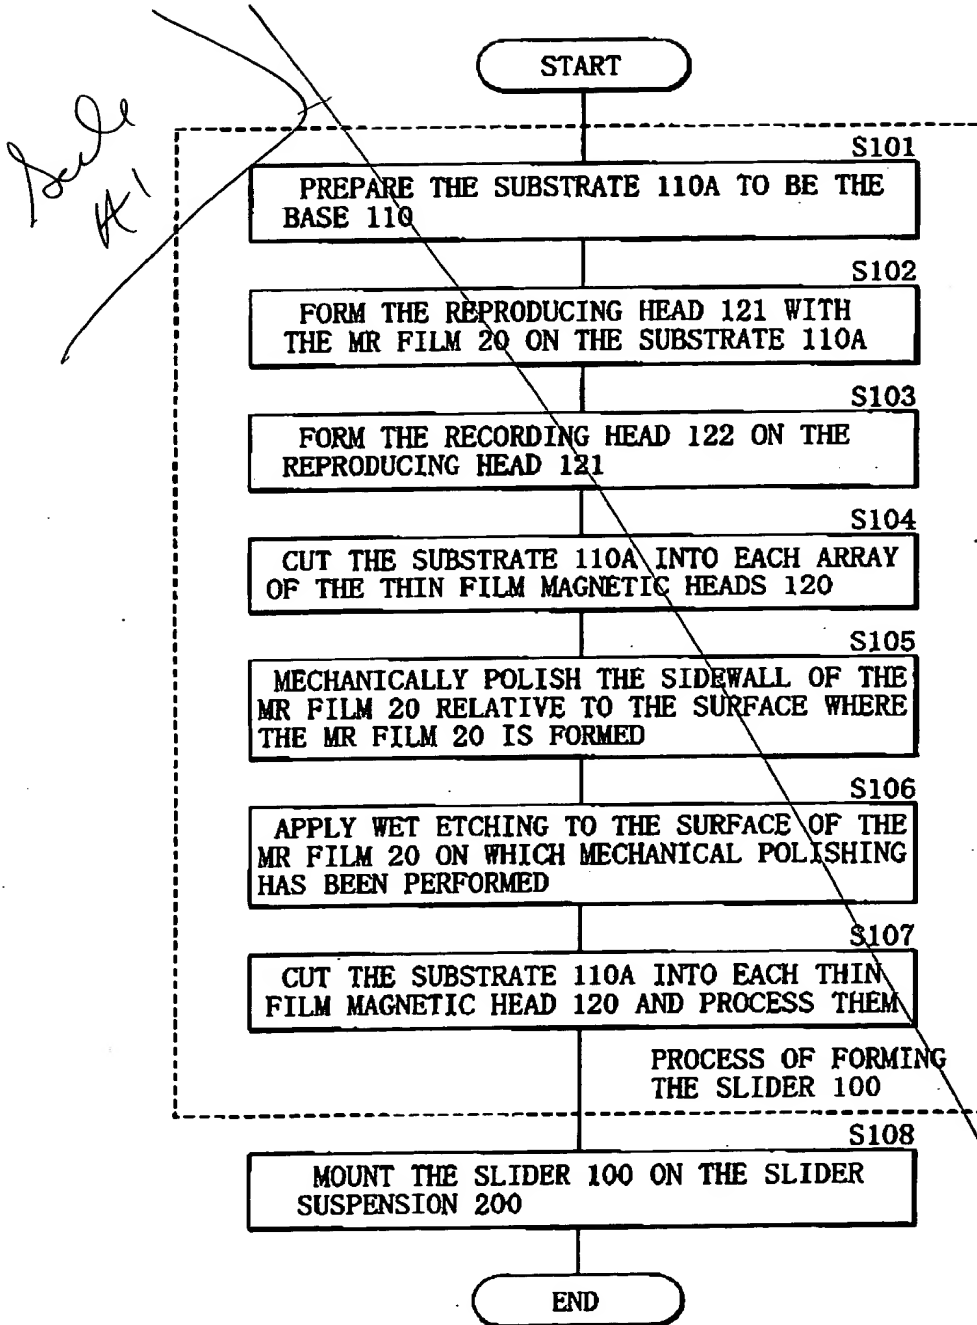 START
S101
PREPARE THE SUBSTRATE 110A TO BE THE
BASE 110
S102
FORM THE REPRODUCING HEAD 121 WITH
THE MR FILM 20 ON THE SUBSTRATE 110A
S103
FORM THE RECORDING HEAD 122 ON THE
REPRODUCING HEAD 121
S104
CUT THE SUBSTRATE 110A INTO EACH ARRAY
OF THE THIN FILM MAGNETIC HEADS 120
S105
MECHANICALLY POLISH THE SIDEWALL OF THE
MR FILM 20 RELATIVE TO THE SURFACE WHERE
THE MR FILM 20 IS FORMED
S106
APPLY WET ETCHING TO THE SURFACE OF THE
MR FILM 20 ON WHICH MECHANICAL POLISHING
HAS BEEN PERFORMED
S107
CUT THE SUBSTRATE 110A INTO EACH THIN
FILM MAGNETIC HEAD 120 AND PROCESS THEM
PROCESS OF FORMING
THE SLIDER 100
S108
MOUNT THE SLIDER 100 ON THE SLIDER
SUSPENSION 200
END